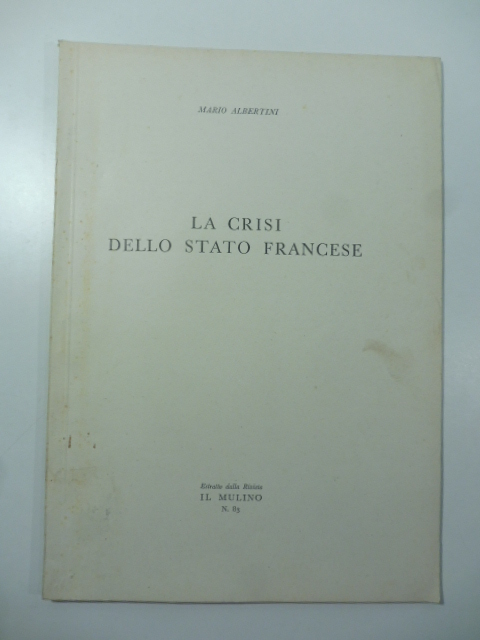 MARIO ALBERTINI
LA CRISI
DELLO STATO FRANCESE
Estratto dalla Rivista
IL MULINO
N. 85